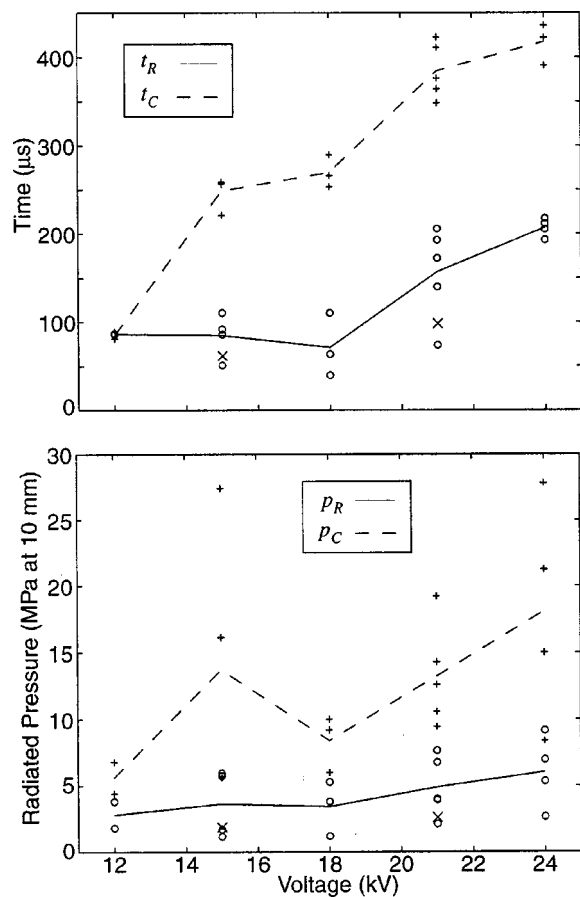 400
300
200
100
0
Time (μs)
t_R
t_C
30
25
20
15
10
5
0
Radiated Pressure (MPa at 10 mm)
p_R
p_C
12 14 16 18 20 22 24
Voltage (kV)